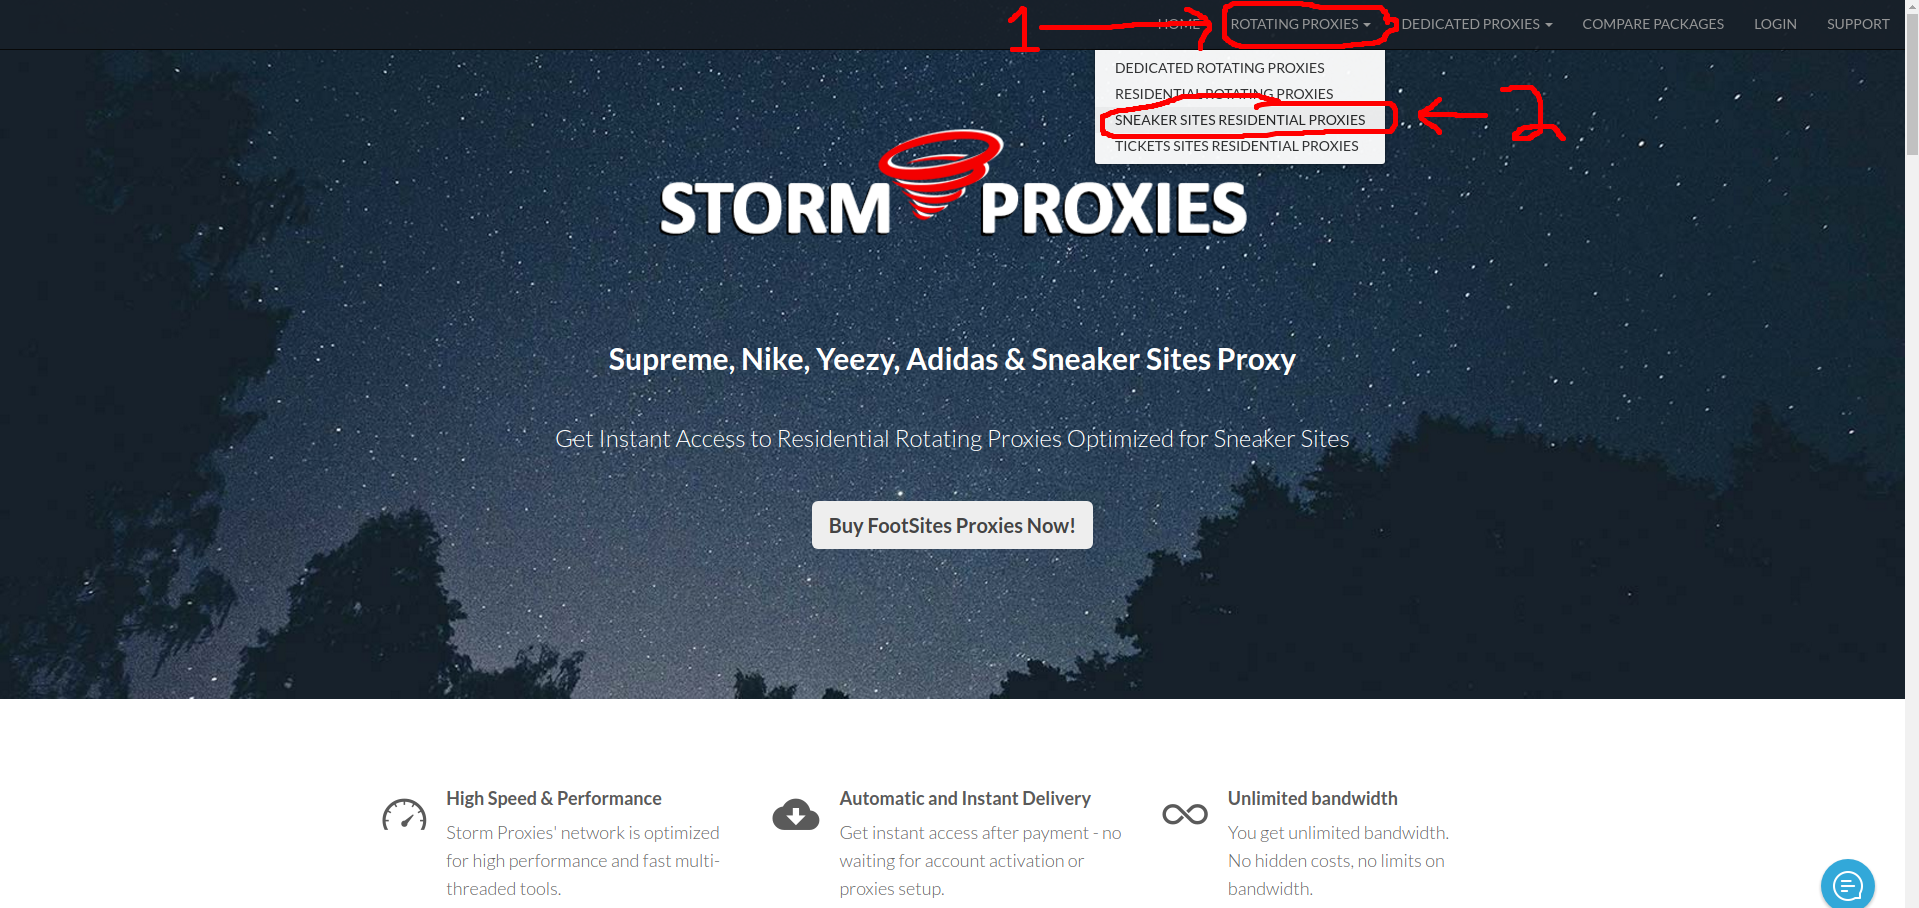 1
HOME
ROTATING PROXIES
DEDICATED PROXIES
COMPARE PACKAGES
LOGIN
SUPPORT
DEDICATED ROTATING PROXIES
RESIDENTIAL ROTATING PROXIES
SNEAKER SITES RESIDENTIAL PROXIES
2
TICKETS SITES RESIDENTIAL PROXIES
STORM PROXIES
Supreme, Nike, Yeezy, Adidas & Sneaker Sites Proxy
Get Instant Access to Residential Rotating Proxies Optimized for Sneaker Sites
Buy FootSites Proxies Now!
High Speed & Performance
Storm Proxies' network is optimized
for high performance and fast multi-
threaded tools.
Automatic and Instant Delivery
Get instant access after payment - no
waiting for account activation or
proxies setup.
Unlimited bandwidth
You get unlimited bandwidth.
No hidden costs, no limits on
bandwidth.